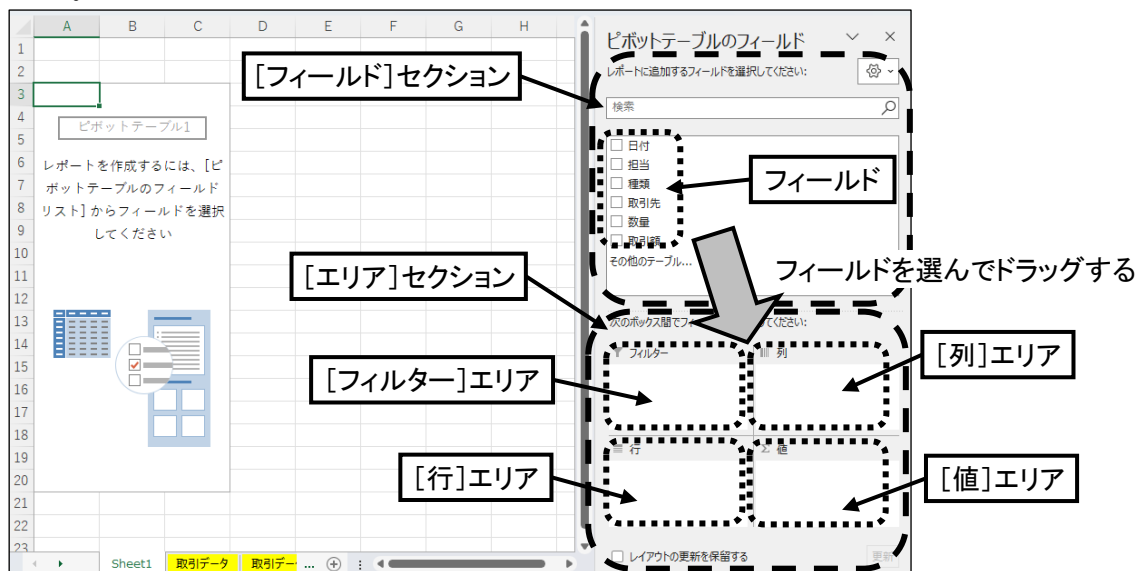 A B C D E F G H
1
2
3
4
5
6
7
8
9
10
11
12
13
14
15
16
17
18
19
20
21
22
23
ピボットテーブル1
レポートを作成するには、[ピ
ボットテーブルのフィールド
リスト] からフィールドを選択
してください
Sheet1 取引データ 取引デー ...
[フィールド]セクション
[エリア]セクション
[フィルター]エリア
[行]エリア
ピボットテーブルのフィールド
レポートに追加するフィールドを選択してください:
検索
日付
担当
種類
取引先
数量
取引額
その他のテーブル...
フィールド
フィールドを選んでドラッグする
次のボックス間でフィ してください:
フィルター
列
行
Σ 値
[列]エリア
[値]エリア
レイアウトの更新を保留する
更新